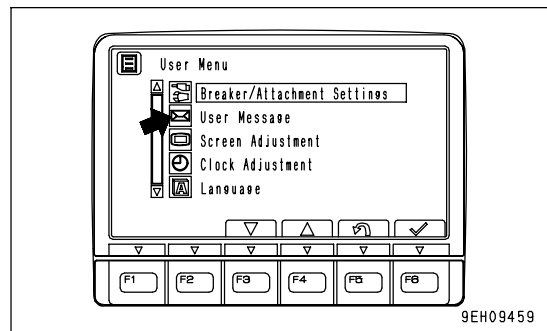 User Menu
Breaker/Attachment Settings
User Message
Screen Adjustment
Clock Adjustment
A Language
F1 F2 F3 F4 F5 F6
9EH09459